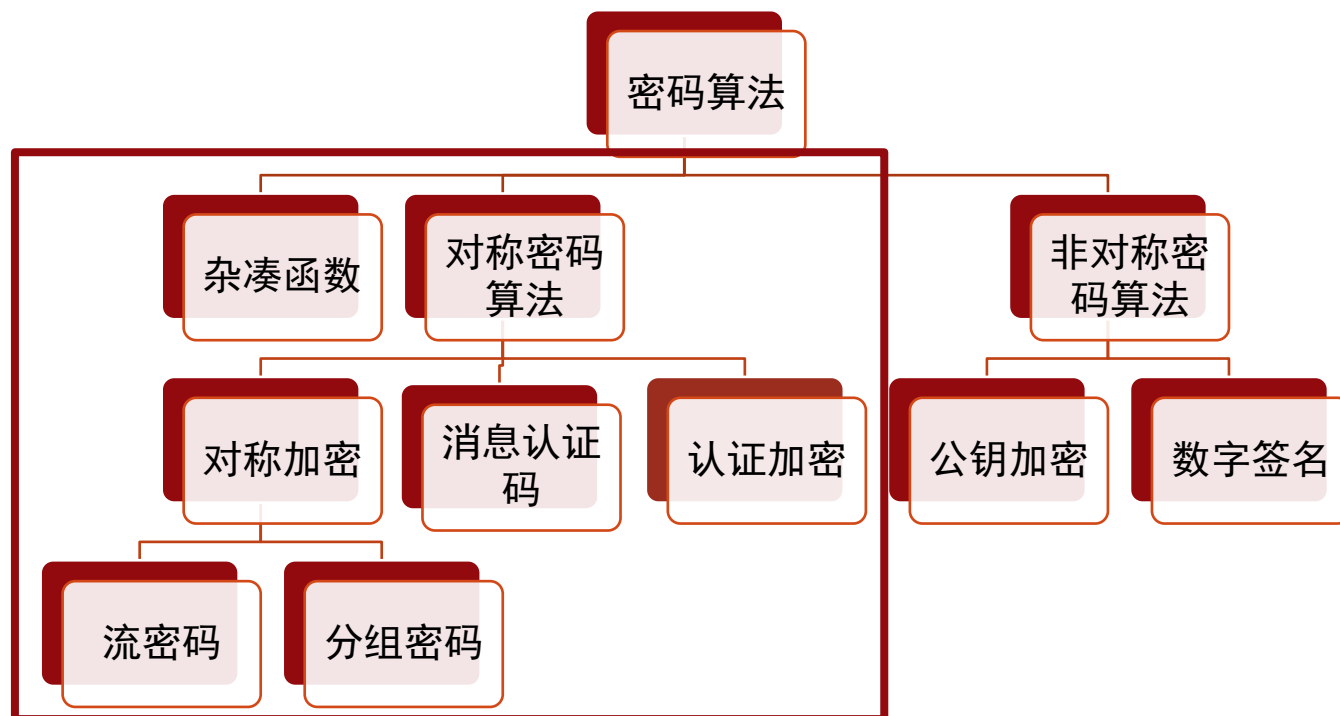 密码算法
杂凑函数
对称密码
算法
非对称密
码算法
对称加密
消息认证
码
认证加密
公钥加密
数字签名
流密码
分组密码